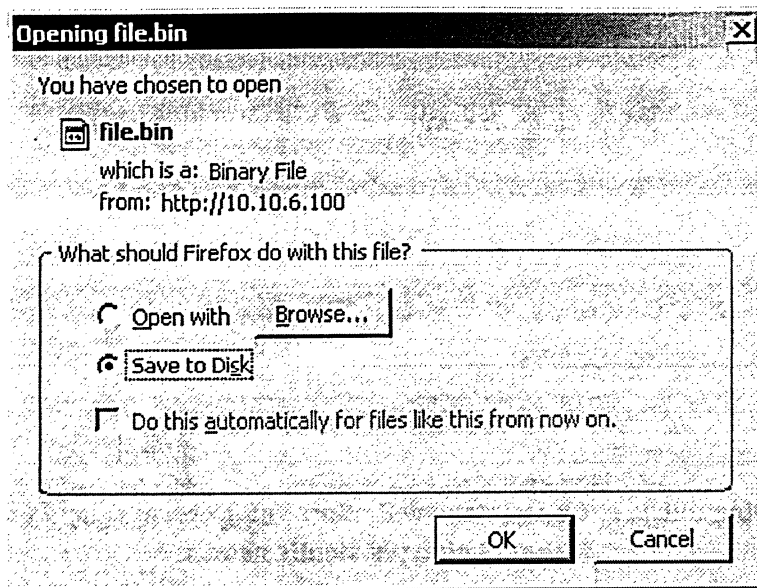 Opening file.bin
You have chosen to open
file.bin
which is a: Binary File
from: http://10.10.6.100
What should Firefox do with this file?
Open with Browse...
Save to Disk
Do this automatically for files like this from now on.
OK Cancel